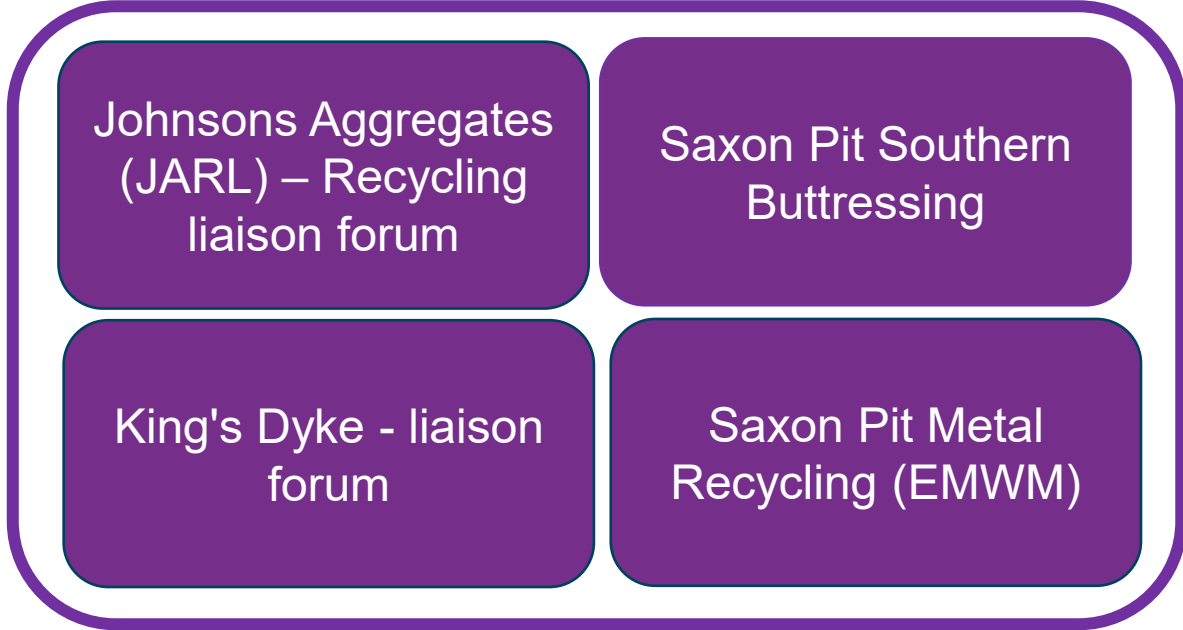 Johnsons Aggregates
(JARL) – Recycling
liaison forum
Saxon Pit Southern
Buttressing
King's Dyke - liaison
forum
Saxon Pit Metal
Recycling (EMWM)